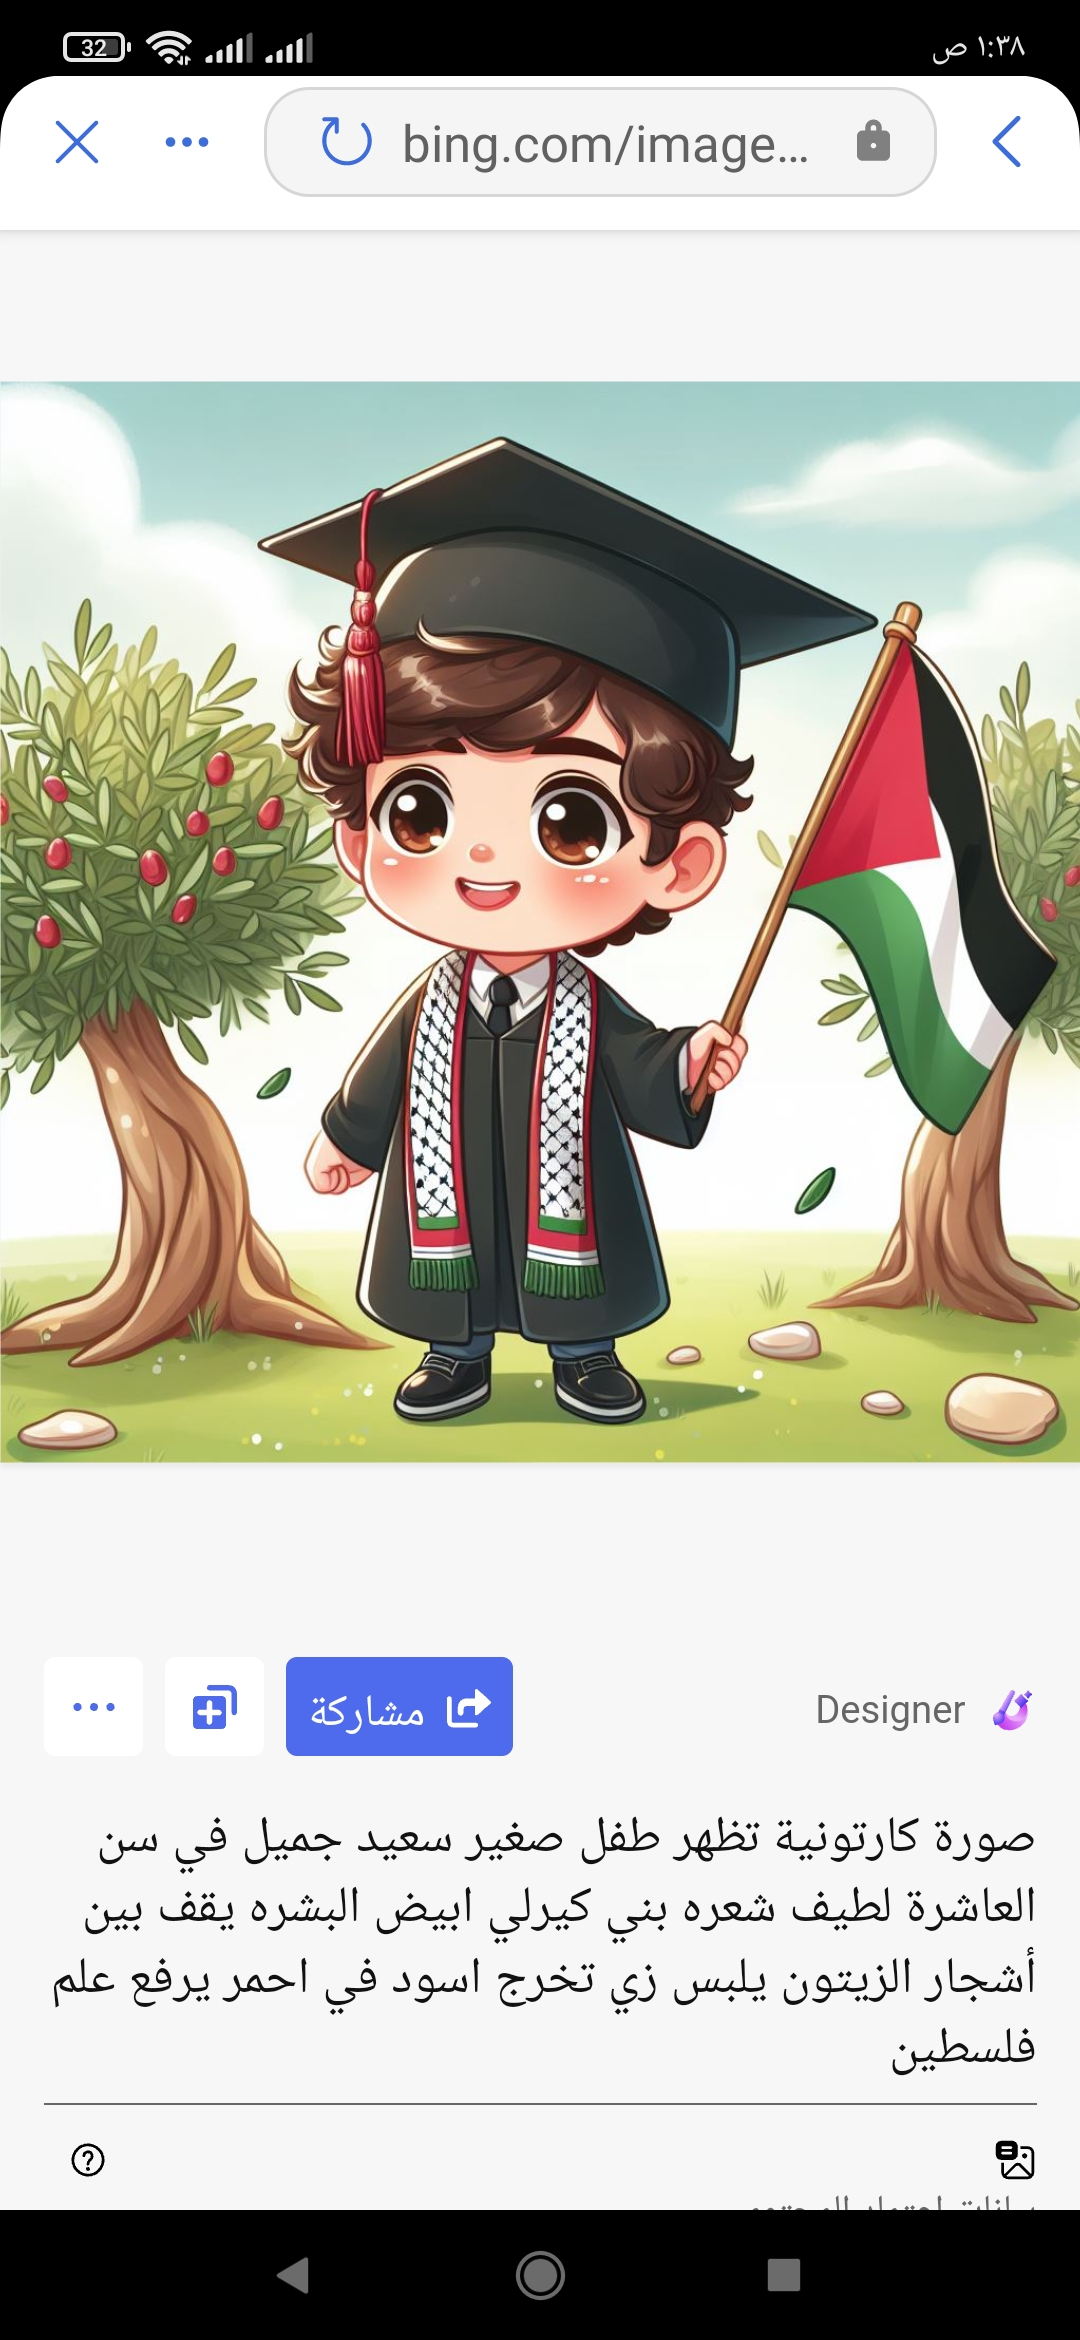 32
١:٣٨ ص
bing.com/image...
مشاركة
Designer
صورة كارتونية تظهر طفل صغير سعيد جميل في سن
العاشرة لطيف شعره بني كيرلي ابيض البشره يقف بين
أشجار الزيتون يلبس زي تخرج اسود في احمر يرفع علم
فلسطين